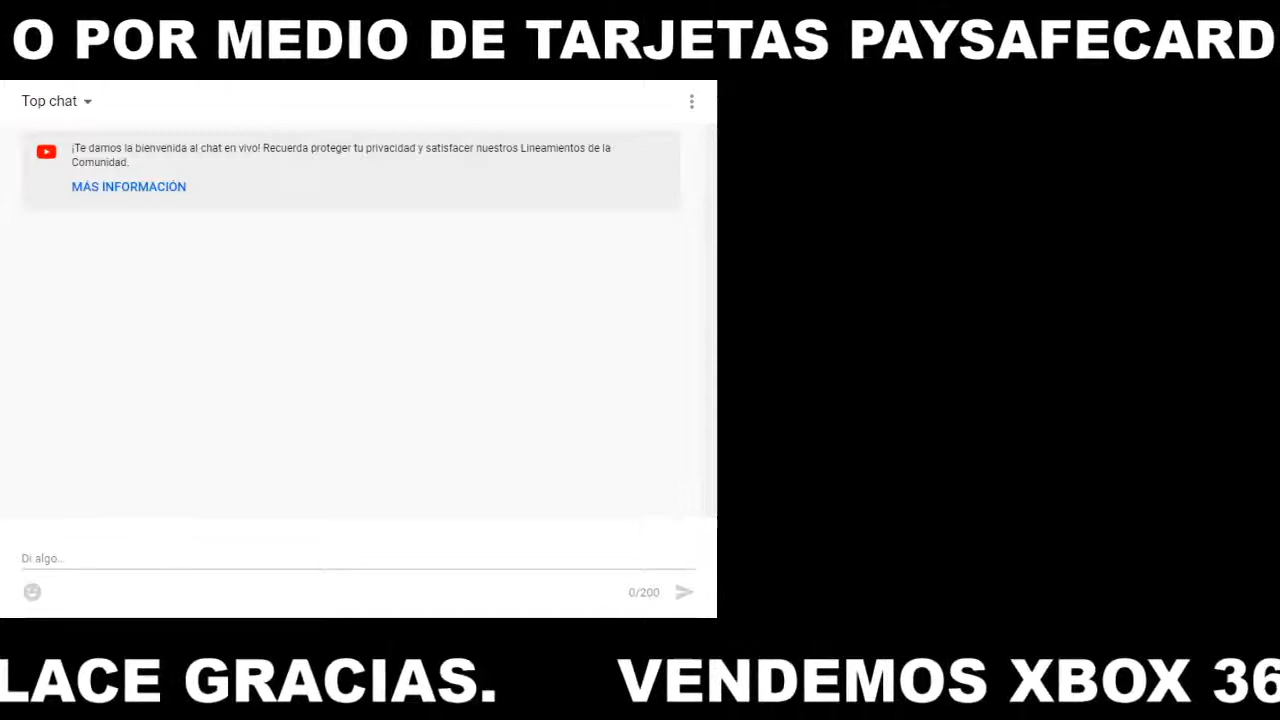 O POR MEDIO DE TARJETAS PAYSAFECARD
Top chat
¡Te damos la bienvenida al chat en vivo! Recuerda proteger tu privacidad y satisfacer nuestros Lineamientos de la
Comunidad.
MÁS INFORMACIÓN
Di algo...
0/200
LACE GRACIAS. VENDEMOS XBOX 36